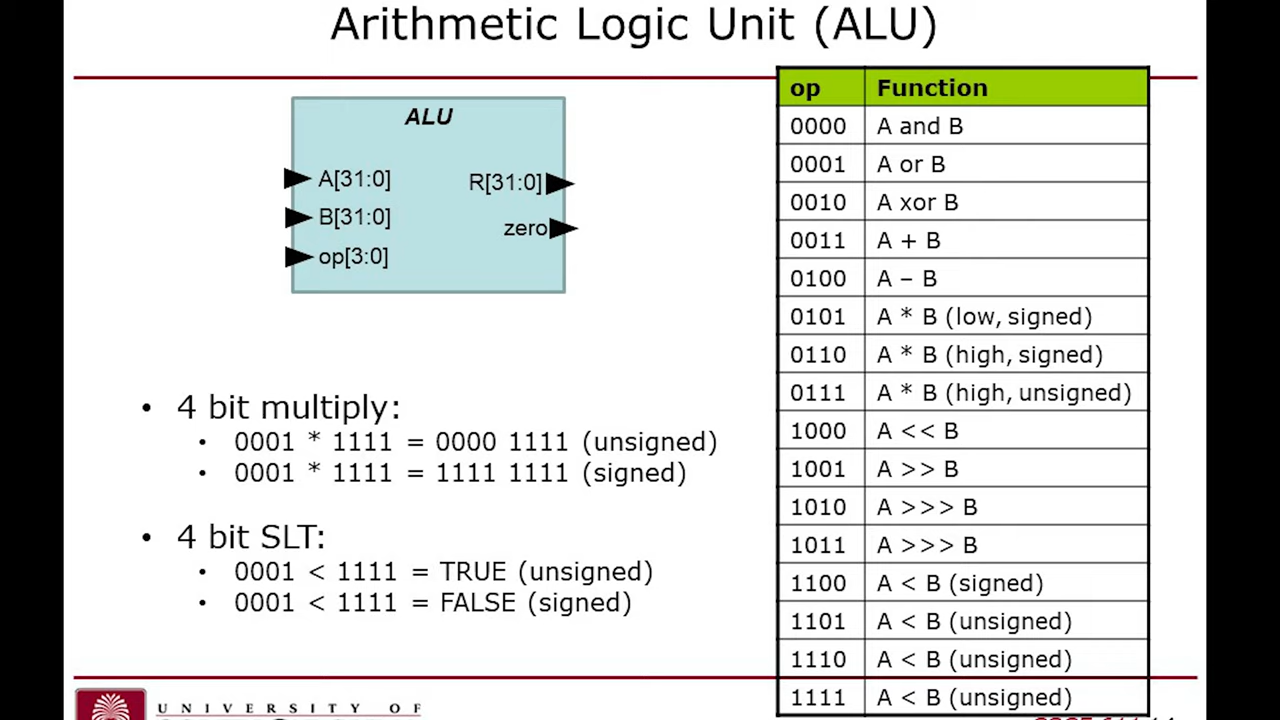 Arithmetic Logic Unit (ALU)
ALU
A[31:0]
B[31:0]
op[3:0]
R[31:0]
zero
• 4 bit multiply:
• 0001 * 1111 = 0000 1111 (unsigned)
• 0001 * 1111 = 1111 1111 (signed)
• 4 bit SLT:
• 0001 < 1111 = TRUE (unsigned)
• 0001 < 1111 = FALSE (signed)
op Function
0000 A and B
0001 A or B
0010 A xor B
0011 A + B
0100 A – B
0101 A * B (low, signed)
0110 A * B (high, signed)
0111 A * B (high, unsigned)
1000 A << B
1001 A >> B
1010 A >>> B
1011 A >>> B
1100 A < B (signed)
1101 A < B (unsigned)
1110 A < B (unsigned)
1111 A < B (unsigned)
UNIVERSITY OF